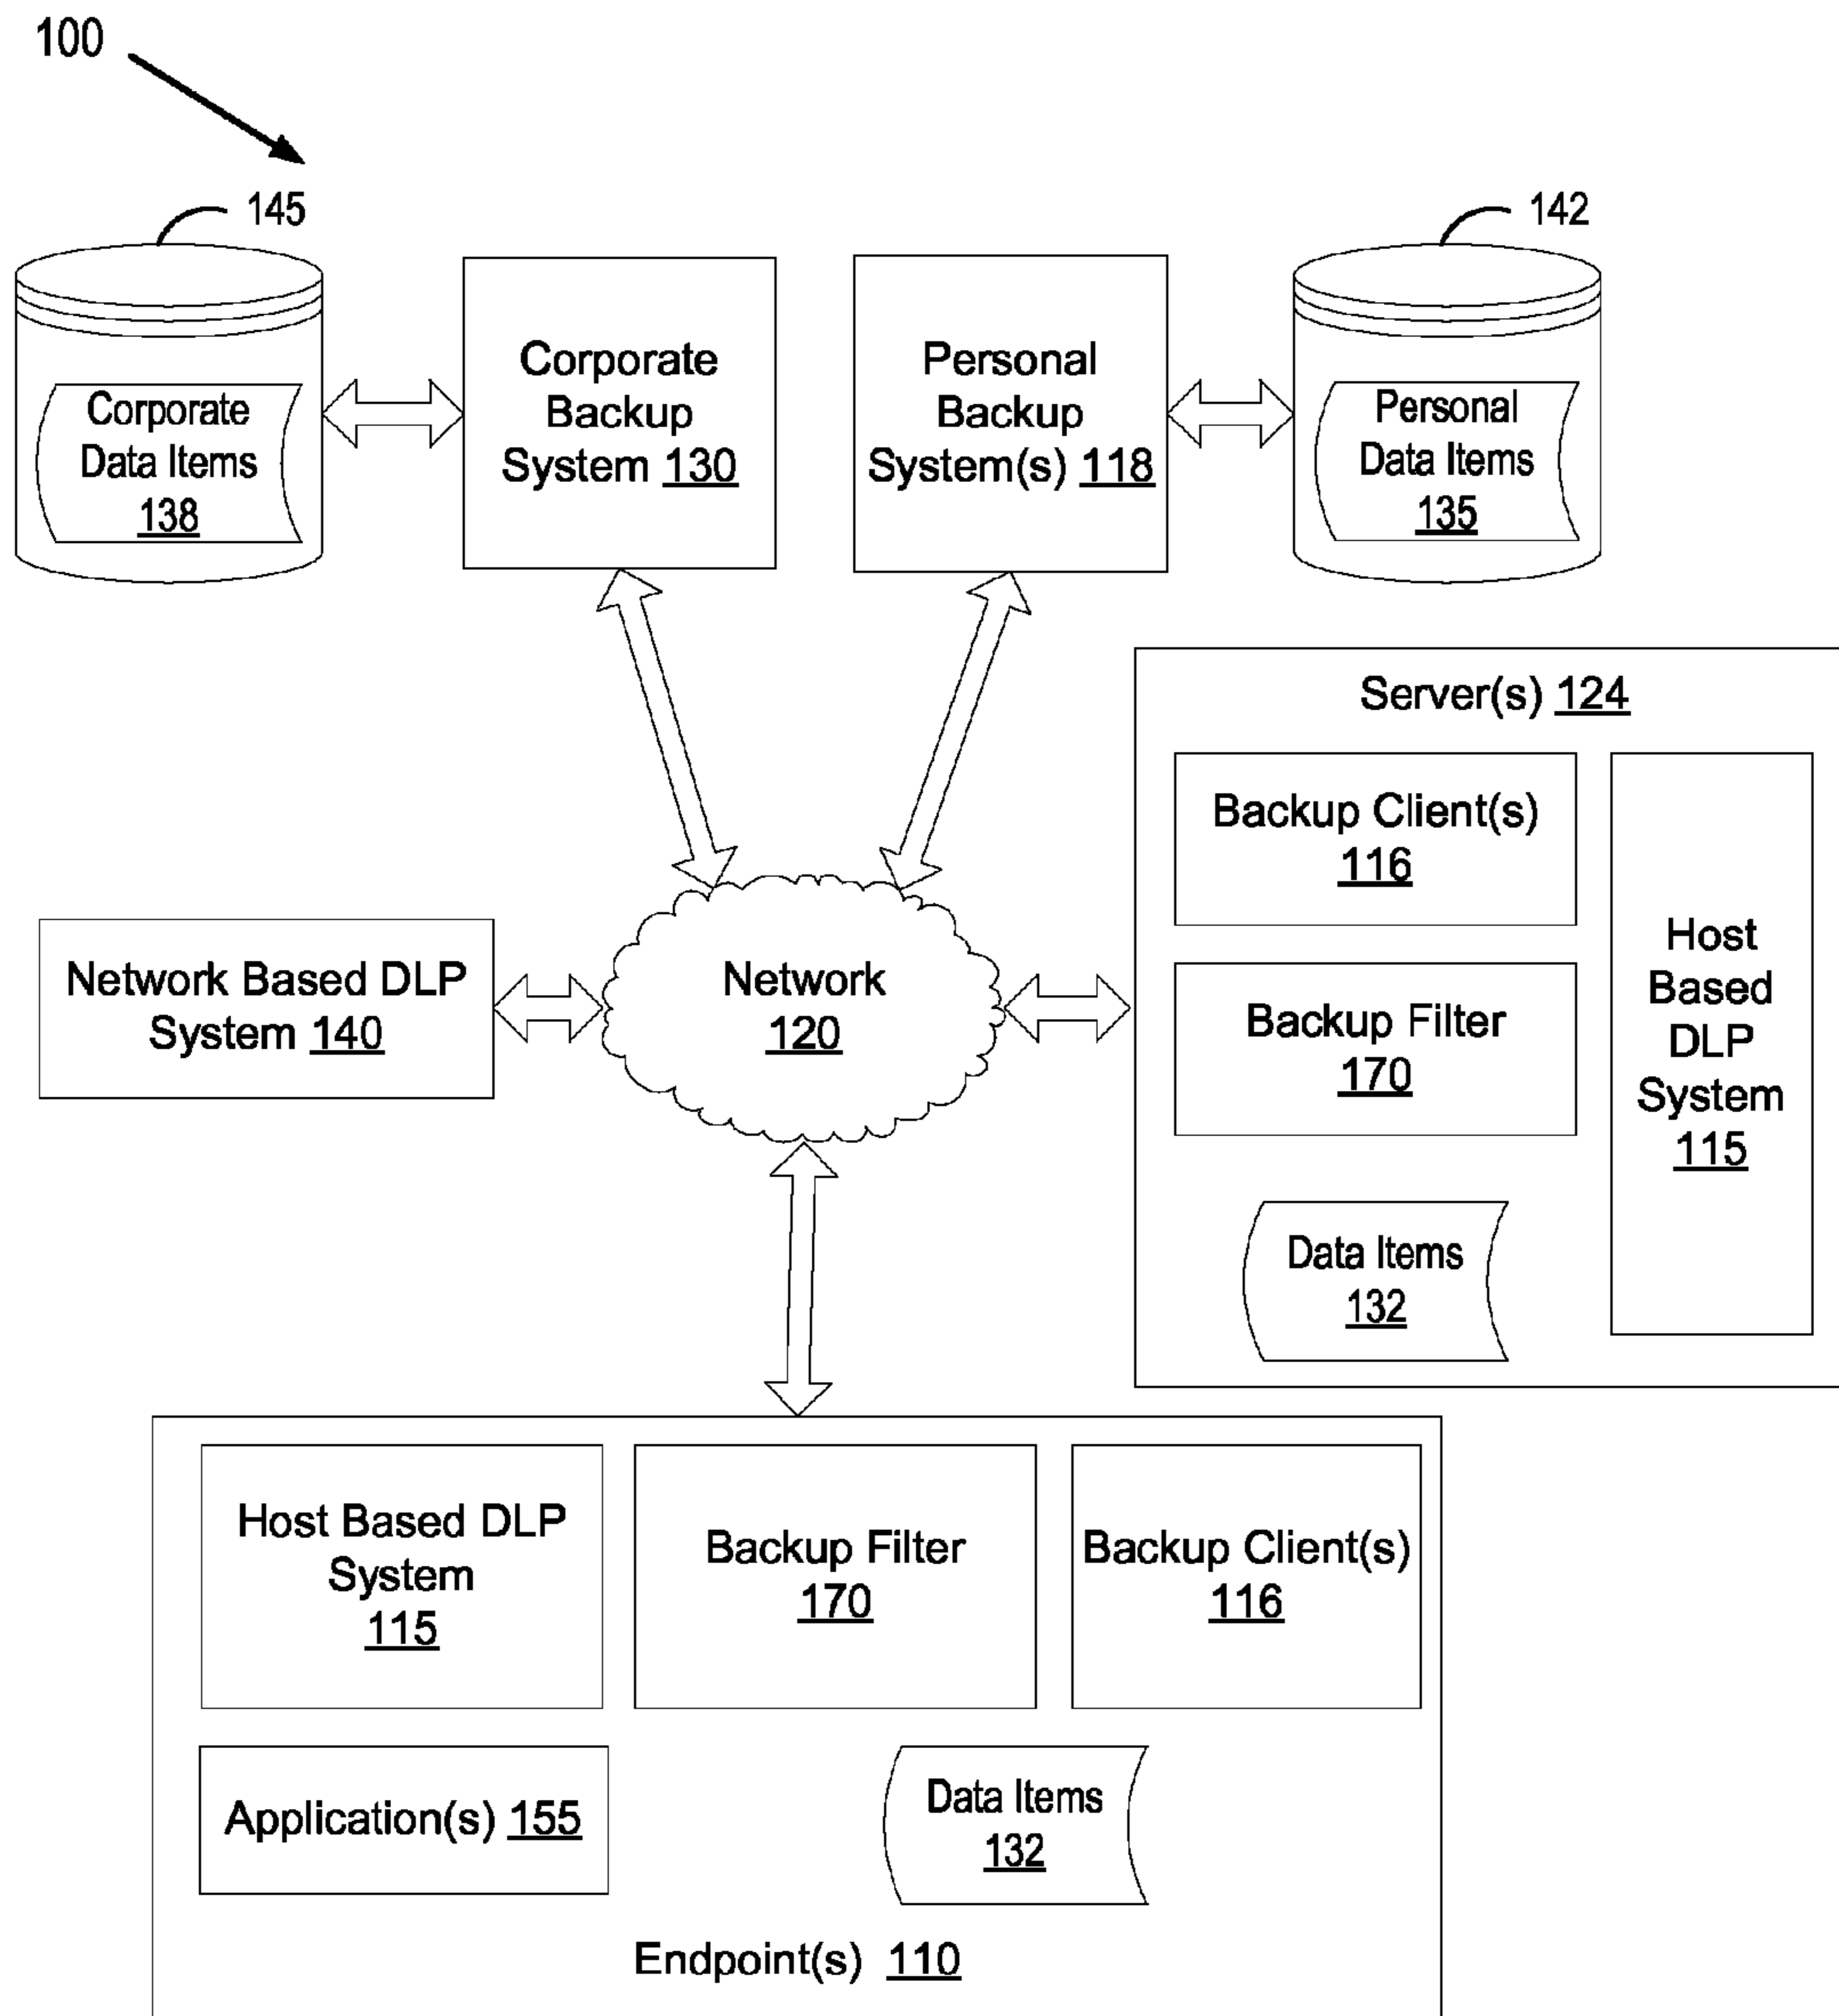 100
145
142
Corporate
Data Items
138
Corporate
Backup
System 130
Personal
Backup
System(s) 118
Personal
Data Items
135
Server(s) 124
Backup Client(s)
116
Backup Filter
170
Host
Based
DLP
System
115
Data Items
132
Network Based DLP
System 140
Network
120
Host Based DLP
System
115
Backup Filter
170
Backup Client(s)
116
Application(s) 155
Data Items
132
Endpoint(s) 110